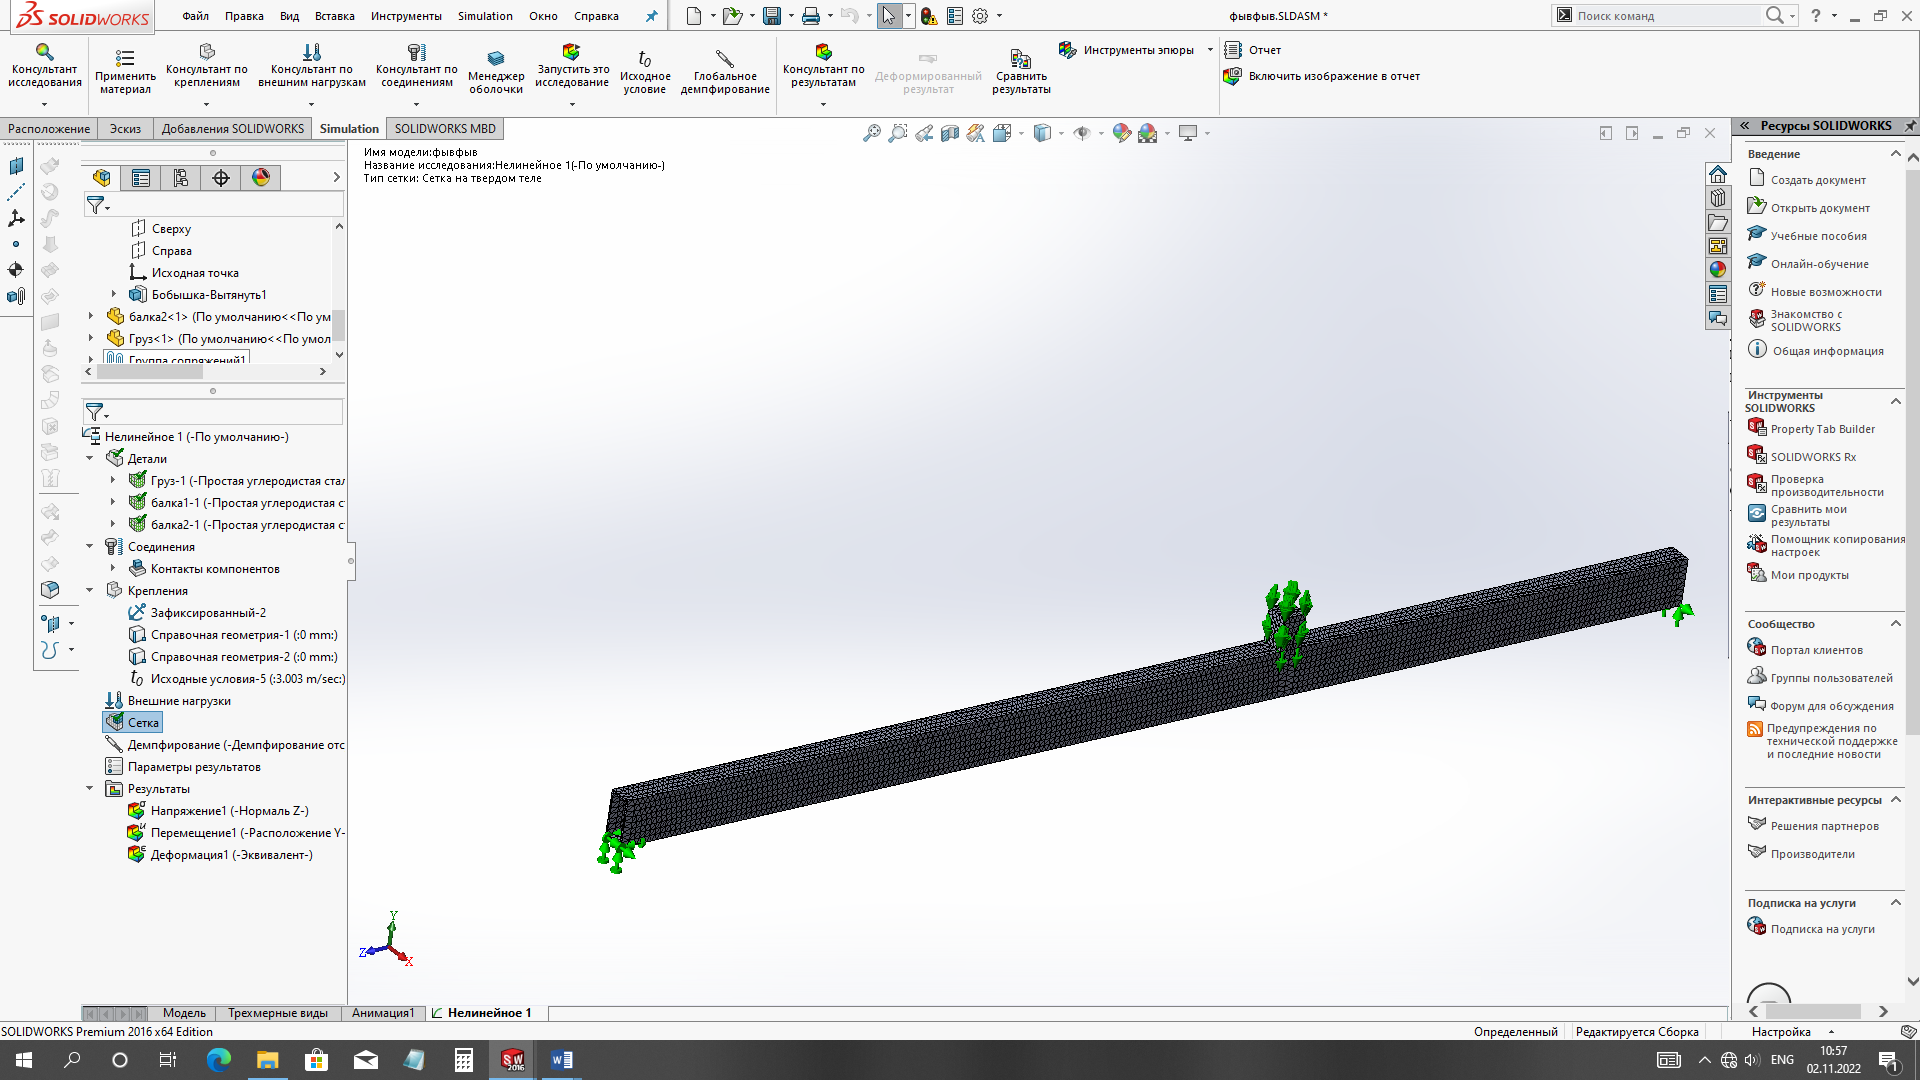 SOLIDWORKS
Файл Правка Вид Вставка Инструменты Simulation Окно Справка
фывфыв.SLDASM *
Поиск команд
Консультант исследования
Применить материал
Консультант по креплениям
Консультант по внешним нагрузкам
Консультант по соединениям
Менеджер оболочки
Запустить это исследование
Исходное условие
Глобальное демпфирование
Консультант по результатам
Деформированный результат
Сравнить результаты
Инструменты эпюры
Отчет
Включить изображение в отчет
Расположение Эскиз Добавления SOLIDWORKS Simulation SOLIDWORKS MBD
Имя модели:фывфыв
Название исследования:Нелинейное 1(-По умолчанию-)
Тип сетки: Сетка на твердом теле
Сверху
Справа
Исходная точка
Бобышка-Вытянуть1
балка2<1> (По умолчанию<<По ум
Груз<1> (По умолчанию<<По умол
Группа сопряжений1
Нелинейное 1 (-По умолчанию-)
Детали
Груз-1 (-Простая углеродистая стал
балка1-1 (-Простая углеродистая с
балка2-1 (-Простая углеродистая с
Соединения
Контакты компонентов
Крепления
Зафиксированный-2
Справочная геометрия-1 (:0 mm:)
Справочная геометрия-2 (:0 mm:)
Исходные условия-5 (:3.003 m/sec:)
Внешние нагрузки
Сетка
Демпфирование (-Демпфирование отс
Параметры результатов
Результаты
Напряжение1 (-Нормаль Z-)
Перемещение1 (-Расположение Y-
Деформация1 (-Эквивалент-)
Y
Z
X
Ресурсы SOLIDWORKS
Введение
Создать документ
Открыть документ
Учебные пособия
Онлайн-обучение
Новые возможности
Знакомство с
SOLIDWORKS
Общая информация
Инструменты
SOLIDWORKS
Property Tab Builder
SOLIDWORKS Rx
Проверка
производительности
Сравнить мои
результаты
Помощник копирования
настроек
Мои продукты
Сообщество
Портал клиентов
Группы пользователей
Форум для обсуждения
Предупреждения по
технической поддержке
и последние новости
Интерактивные ресурсы
Решения партнеров
Производители
Подписка на услуги
Подписка на услуги
Модель Трехмерные виды Анимация1 Нелинейное 1
SOLIDWORKS Premium 2016 x64 Edition
Определенный Редактируется Сборка Настройка
ENG
10:57
02.11.2022
1